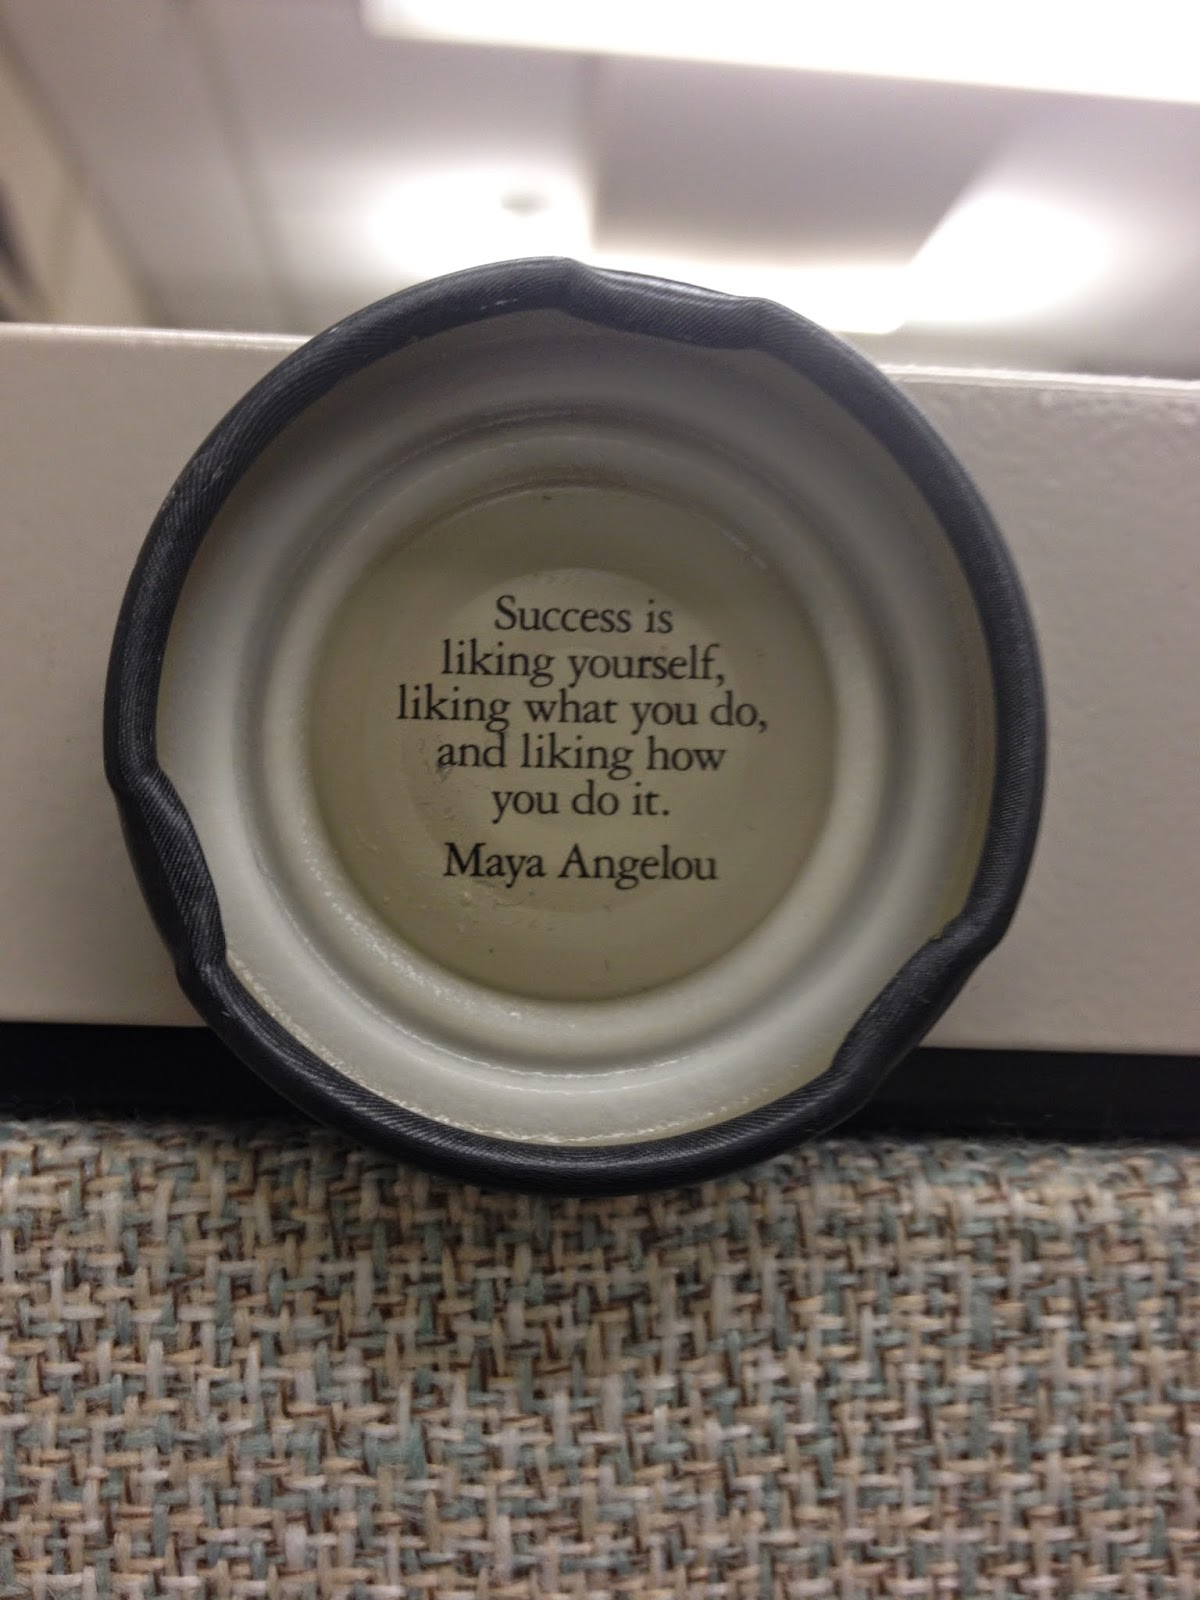 Success is
liking yourself,
liking what you do,
and liking how
you do it.
Maya Angelou